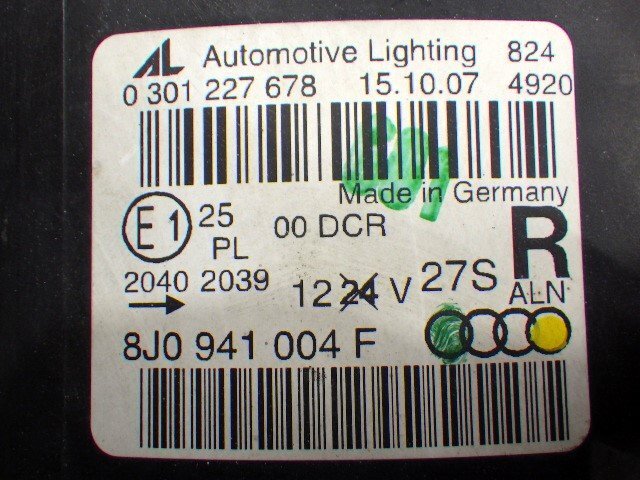 AL Automotive Lighting 824
0 301 227 678 15.10.07 4920
Made in Germany
E1 25 00 DCR R
PL
2040 2039 12 24 V 27S ALN
8J0 941 004 F